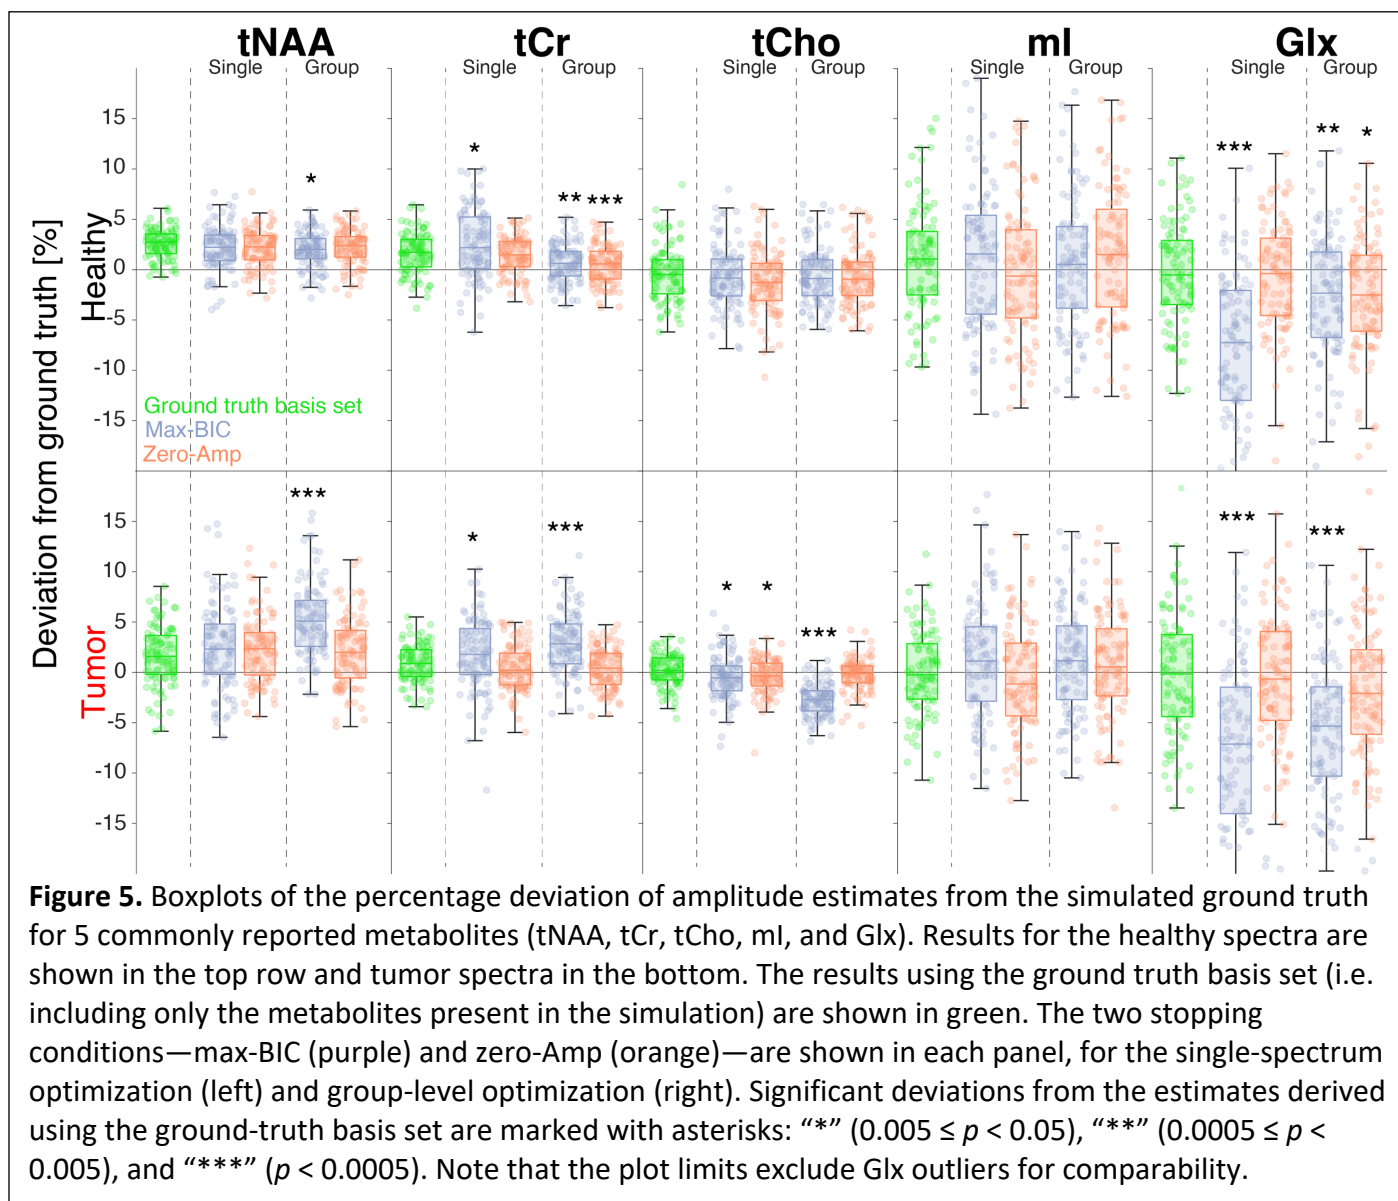 tNAA tCr tCho mI Glx
Single Group Single Group Single Group Single Group Single Group
Deviation from ground truth [%]
Healthy
15
10
5
0
-5
-10
-15
* * ** *** *** ** *
Ground truth basis set
Max-BIC
Zero-Amp
Tumor
15
10
5
0
-5
-10
-15
*** * *** * * *** *** ***
Figure 5. Boxplots of the percentage deviation of amplitude estimates from the simulated ground truth
for 5 commonly reported metabolites (tNAA, tCr, tCho, mI, and Glx). Results for the healthy spectra are
shown in the top row and tumor spectra in the bottom. The results using the ground truth basis set (i.e.
including only the metabolites present in the simulation) are shown in green. The two stopping
conditions—max-BIC (purple) and zero-Amp (orange)—are shown in each panel, for the single-spectrum
optimization (left) and group-level optimization (right). Significant deviations from the estimates derived
using the ground-truth basis set are marked with asterisks: “*” (0.005 ≤ p < 0.05), “**” (0.0005 ≤ p <
0.005), and “***” (p < 0.0005). Note that the plot limits exclude Glx outliers for comparability.